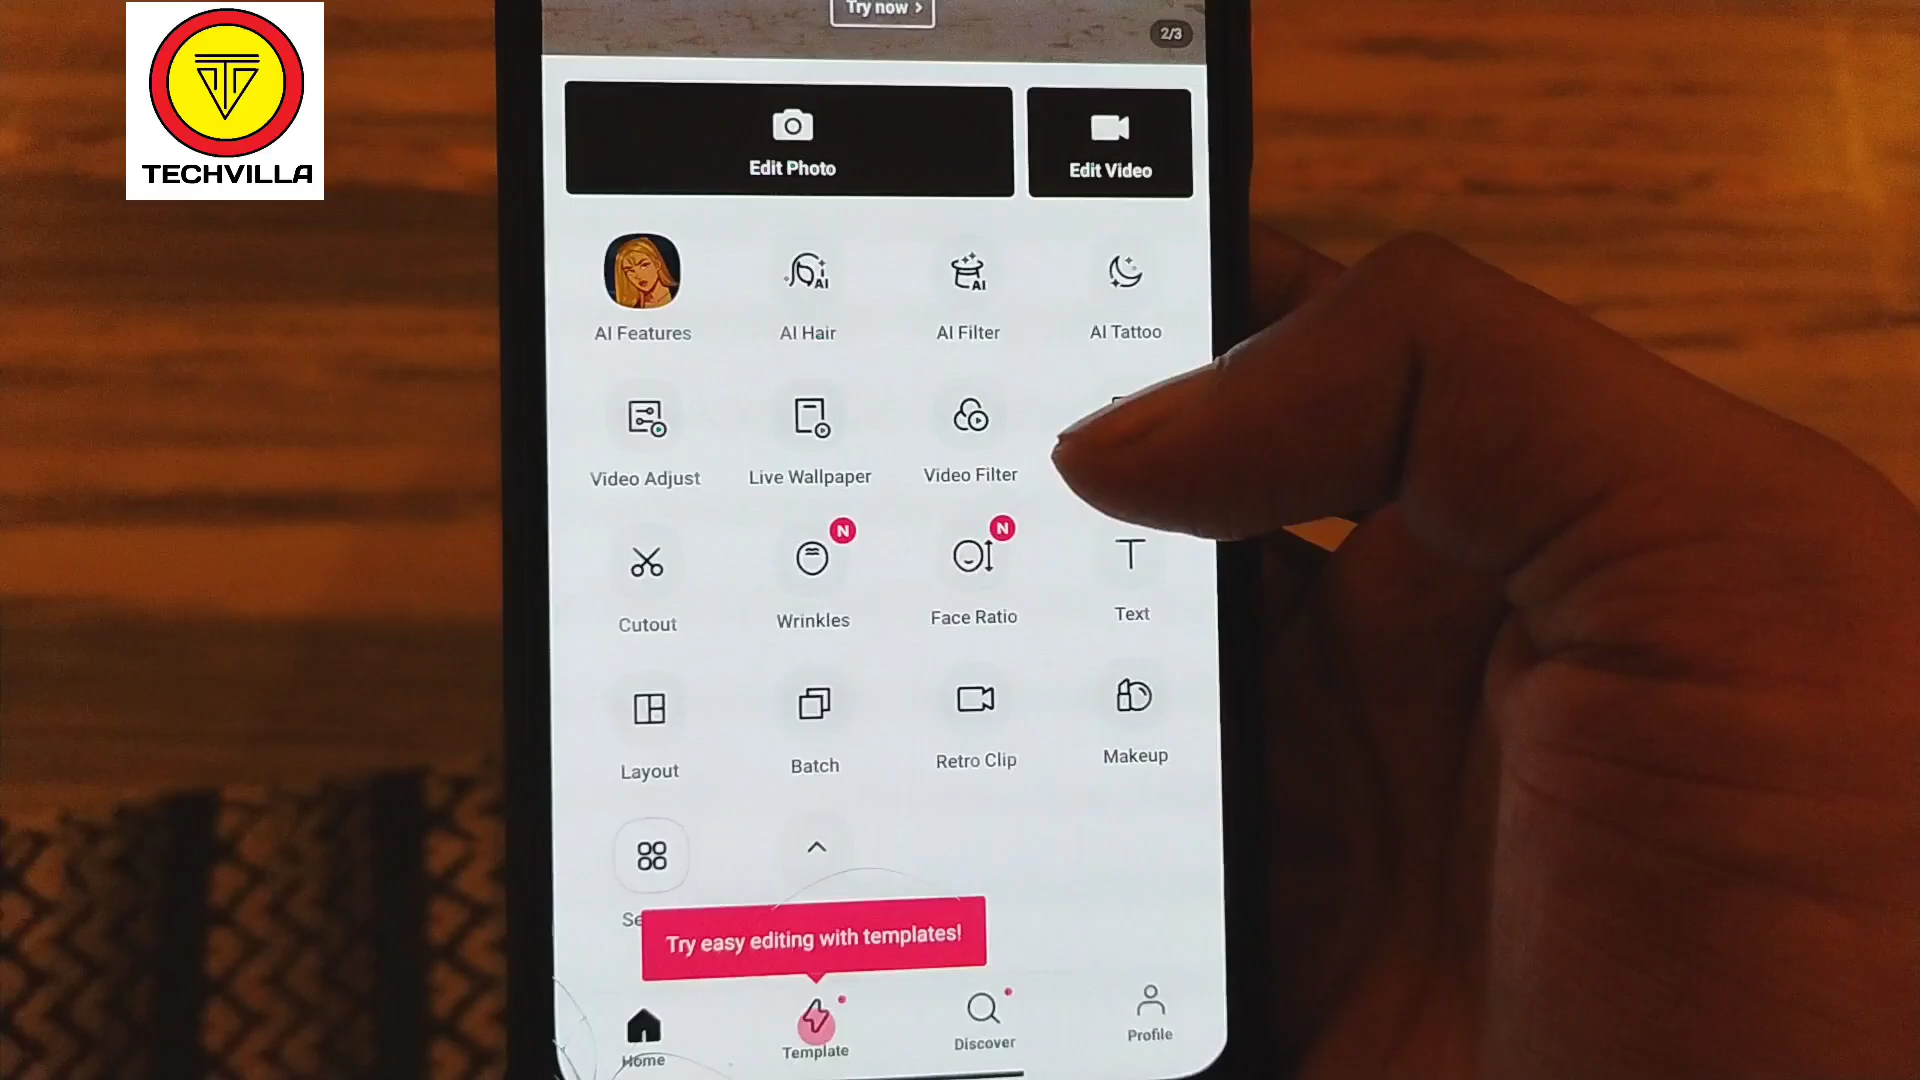 Try now >
2/3
TECHVILLA
Edit Photo
Edit Video
AI
AI
AI Features
AI Hair
AI Filter
AI Tattoo
Video Adjust
Live Wallpaper
Video Filter
N
N
T
Cutout
Wrinkles
Face Ratio
Text
Layout
Batch
Retro Clip
Makeup
Try easy editing with templates!
Home
Template
Discover
Profile